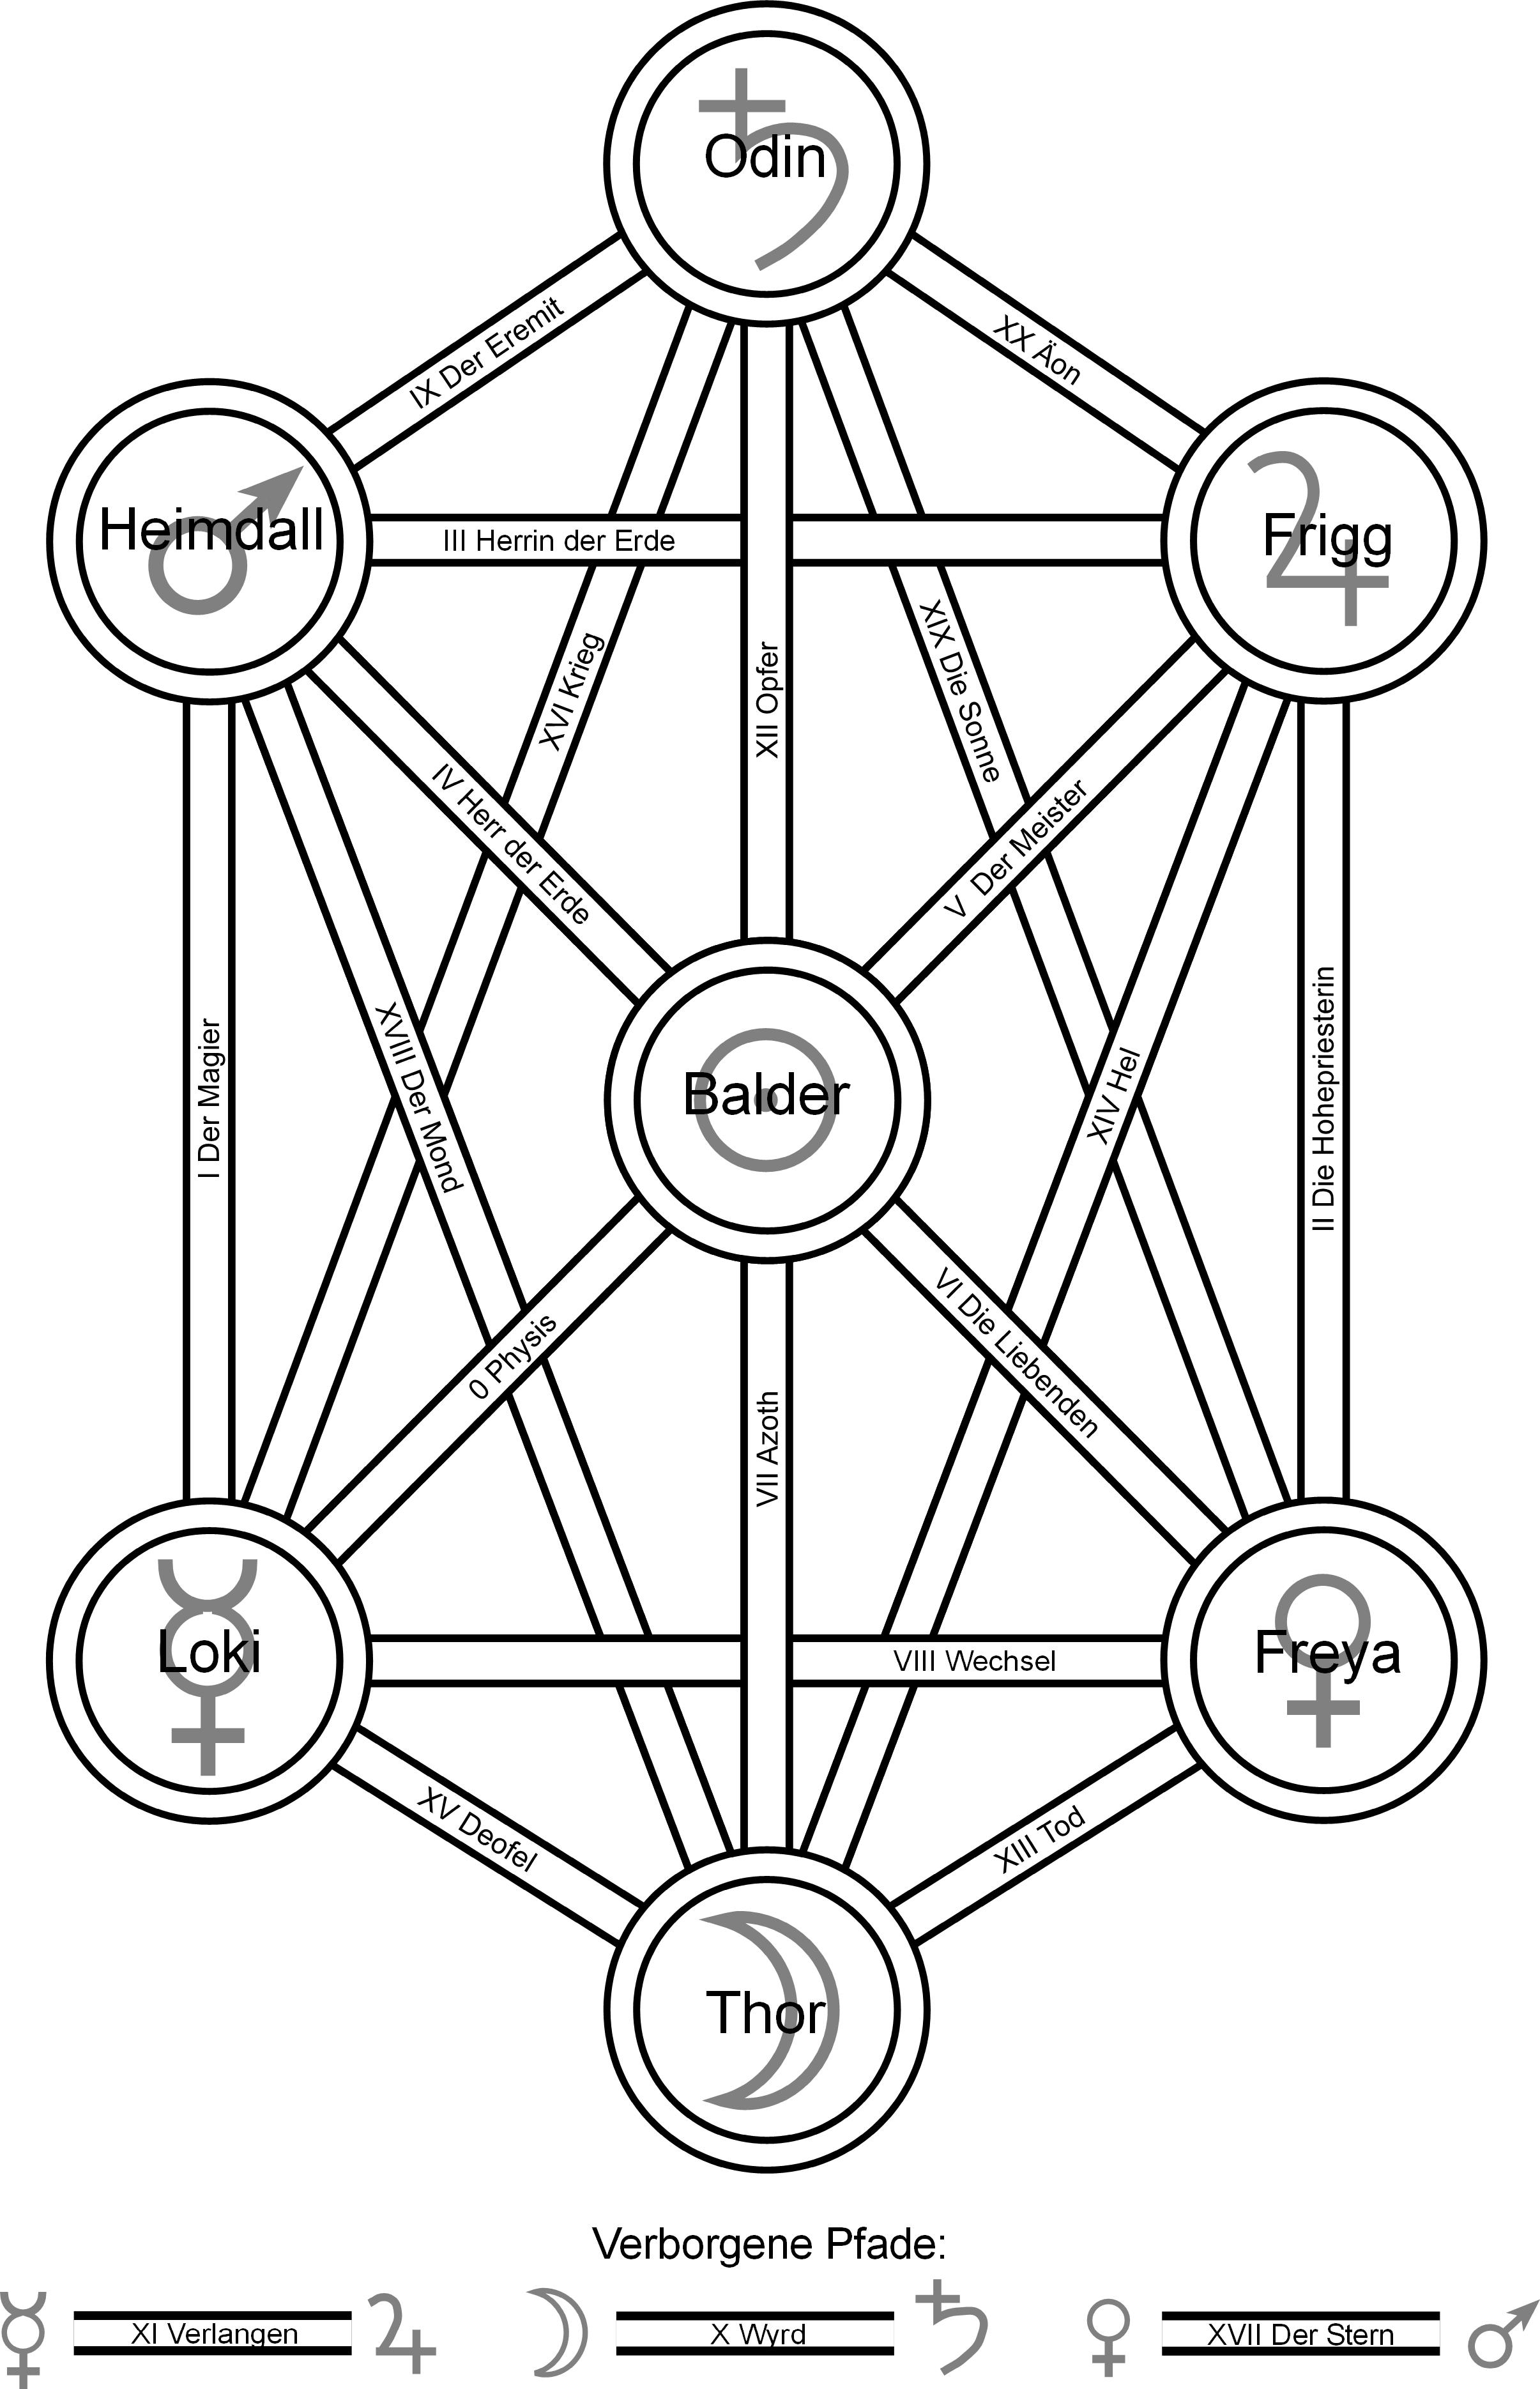 Odin
IX Der Eremit
XX Äon
Heimdall
Frigg
III Herrin der Erde
XVI Krieg
XII Opfer
XIX Die Sonne
IV Herr der Erde
V Der Meister
I Der Magier
XVIII Der Mond
Balder
XIV Hel
II Die Hohepriesterin
0 Physis
VII Azoth
VI Die Liebenden
Loki
VIII Wechsel
Freya
XV Deofel
XIII Tod
Thor
Verborgene Pfade:
XI Verlangen
X Wyrd
XVII Der Stern